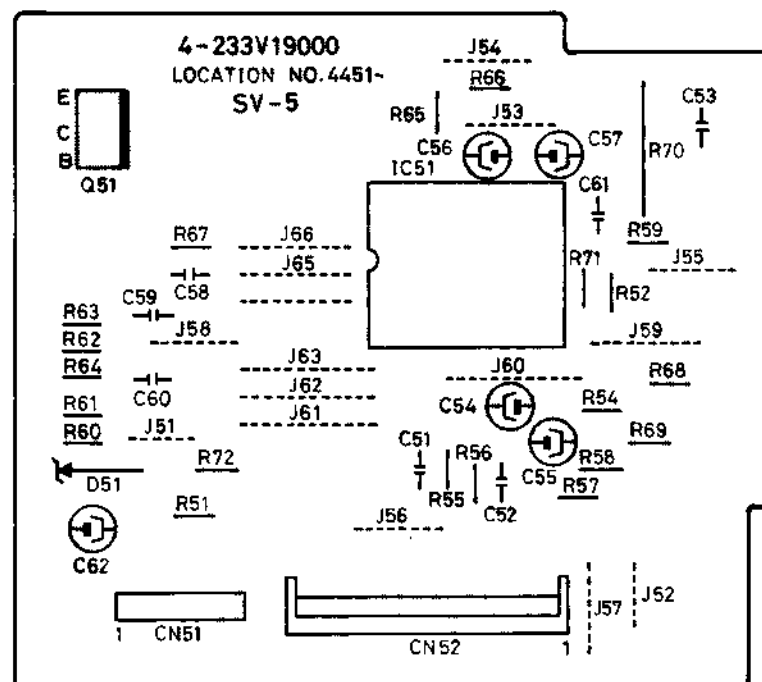 4-233V19000
LOCATION NO. 4451~
SV-5
J54
R66
E
C
B
Q51
R65
J53
C53
C56
C57
R70
IC51
C61
R67
J66
R59
C58
J65
R71
J55
R52
C59
R63
J58
J59
R62
R64
J63
J60
R68
C60
J62
R61
J61
C54
R54
R60
J51
C51
R56
C55
R69
R58
R72
D51
R55
R57
R51
C52
J56
C62
J57
J52
1
CN51
CN52
1